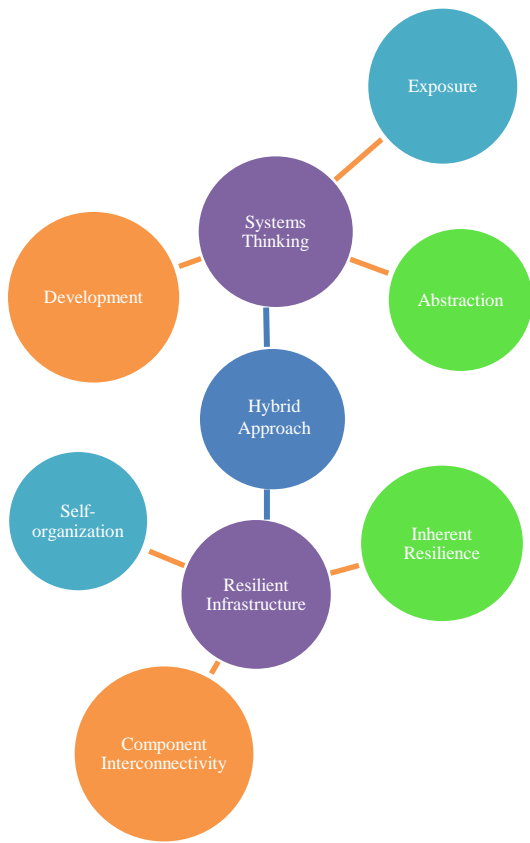 Exposure
Systems
Thinking
Development
Abstraction
Hybrid
Approach
Self-
organization
Inherent
Resilience
Resilient
Infrastructure
Component
Interconnectivity